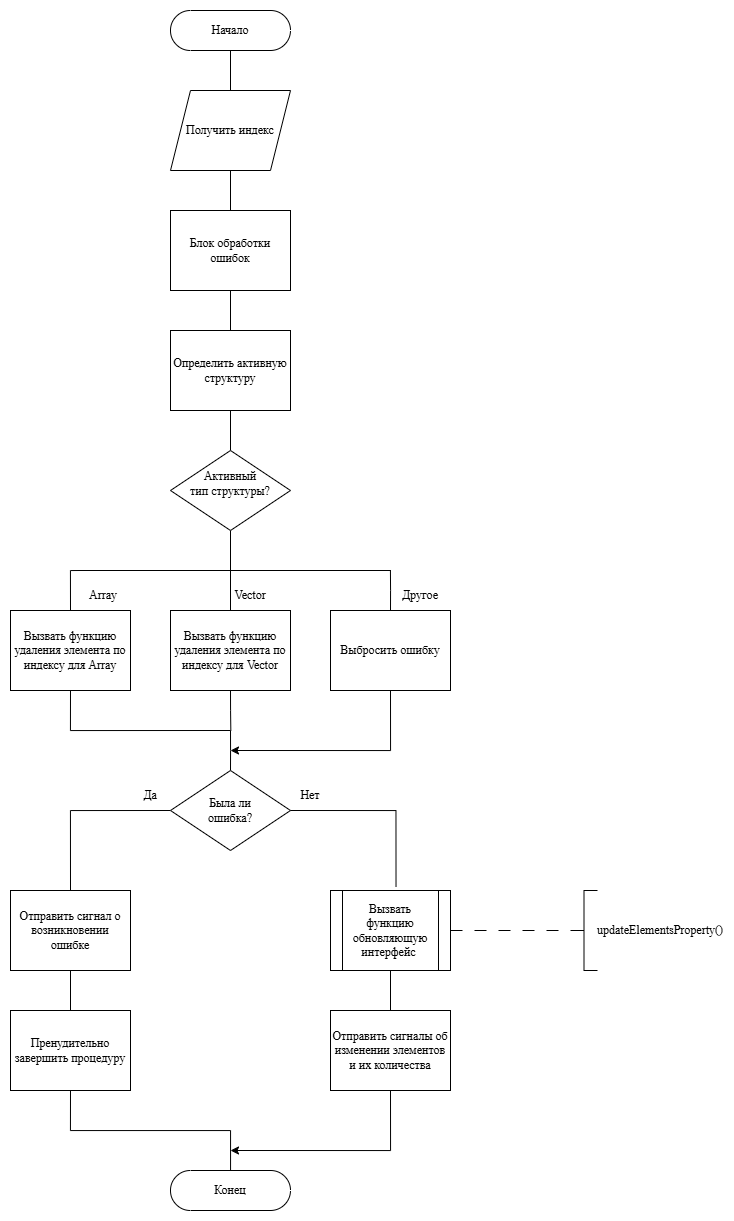 Начало
Получить индекс
Блок обработки
ошибок
Определить активную
структуру
Активный
тип структуры?
Array
Vector
Другое
Вызвать функцию
удаления элемента по
индексу для Array
Вызвать функцию
удаления элемента по
индексу для Vector
Выбросить ошибку
Была ли
ошибка?
Да
Нет
Отправить сигнал о
возникновении
ошибке
Вызвать
функцию
обновляющую
интерфейс
updateElementsProperty()
Пренудительно
завершить процедуру
Отправить сигналы об
изменении элементов
и их количества
Конец